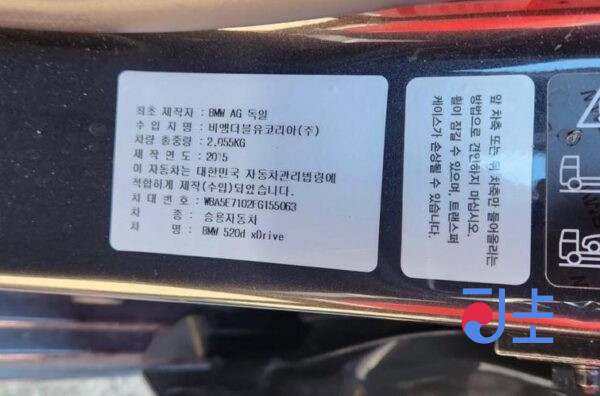 최초 제작자 : BMW AG 독일
수 입 자 명 : 비엠더블유코리아(주)
차량 총중량 : 2,055KG
제 작 연 도 : 2015
이 자동차는 대한민국 자동차관리법령에
적합하게 제작(수입)되었습니다.
차 대 번 호 : WBA5E7102FG155063
차 종 : 승용자동차
차 명 : BMW 520d xDrive
앞 차축 또는 뒤 차축만 들어올리는
방법으로 견인하지 마십시오.
휠이 잠길 수 있으며, 트랜스퍼
케이스가 손상될 수 있습니다.